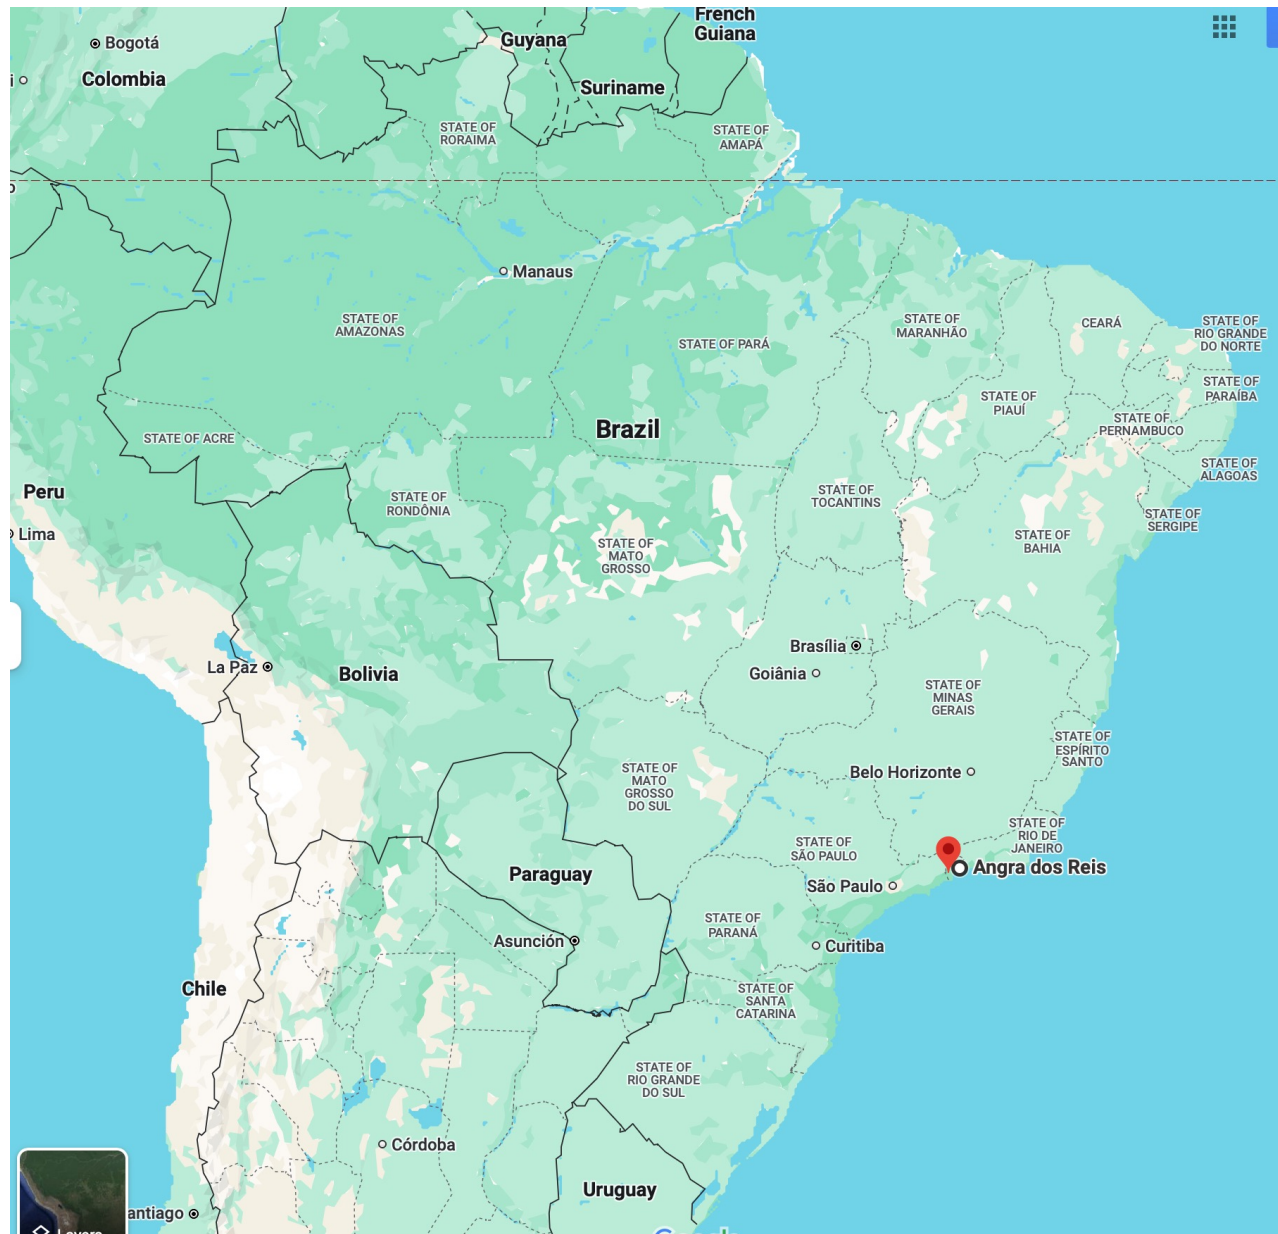 French
Guiana
Guyana
Bogotá
Colombia
Suriname
STATE OF
RORAIMA
STATE OF
AMAPÁ
Manaus
STATE OF
AMAZONAS
STATE OF PARÁ
STATE OF
MARANHÃO
CEARÁ
STATE OF
RIO GRANDE
DO NORTE
STATE OF
PARAÍBA
STATE OF
PIAUÍ
STATE OF
PERNAMBUCO
Brazil
STATE OF ACRE
STATE OF
ALAGOAS
Peru
STATE OF
RONDÔNIA
STATE OF
TOCANTINS
STATE OF
SERGIPE
Lima
STATE OF
MATO
GROSSO
STATE OF
BAHIA
Brasília
La Paz
Bolivia
Goiânia
STATE OF
MINAS
GERAIS
STATE OF
ESPÍRITO
SANTO
STATE OF
MATO
GROSSO
DO SUL
Belo Horizonte
STATE OF
RIO DE
JANEIRO
STATE OF
SÃO PAULO
Paraguay
Angra dos Reis
São Paulo
STATE OF
PARANÁ
Asunción
Curitiba
Chile
STATE OF
SANTA
CATARINA
STATE OF
RIO GRANDE
DO SUL
Córdoba
Uruguay
antiago